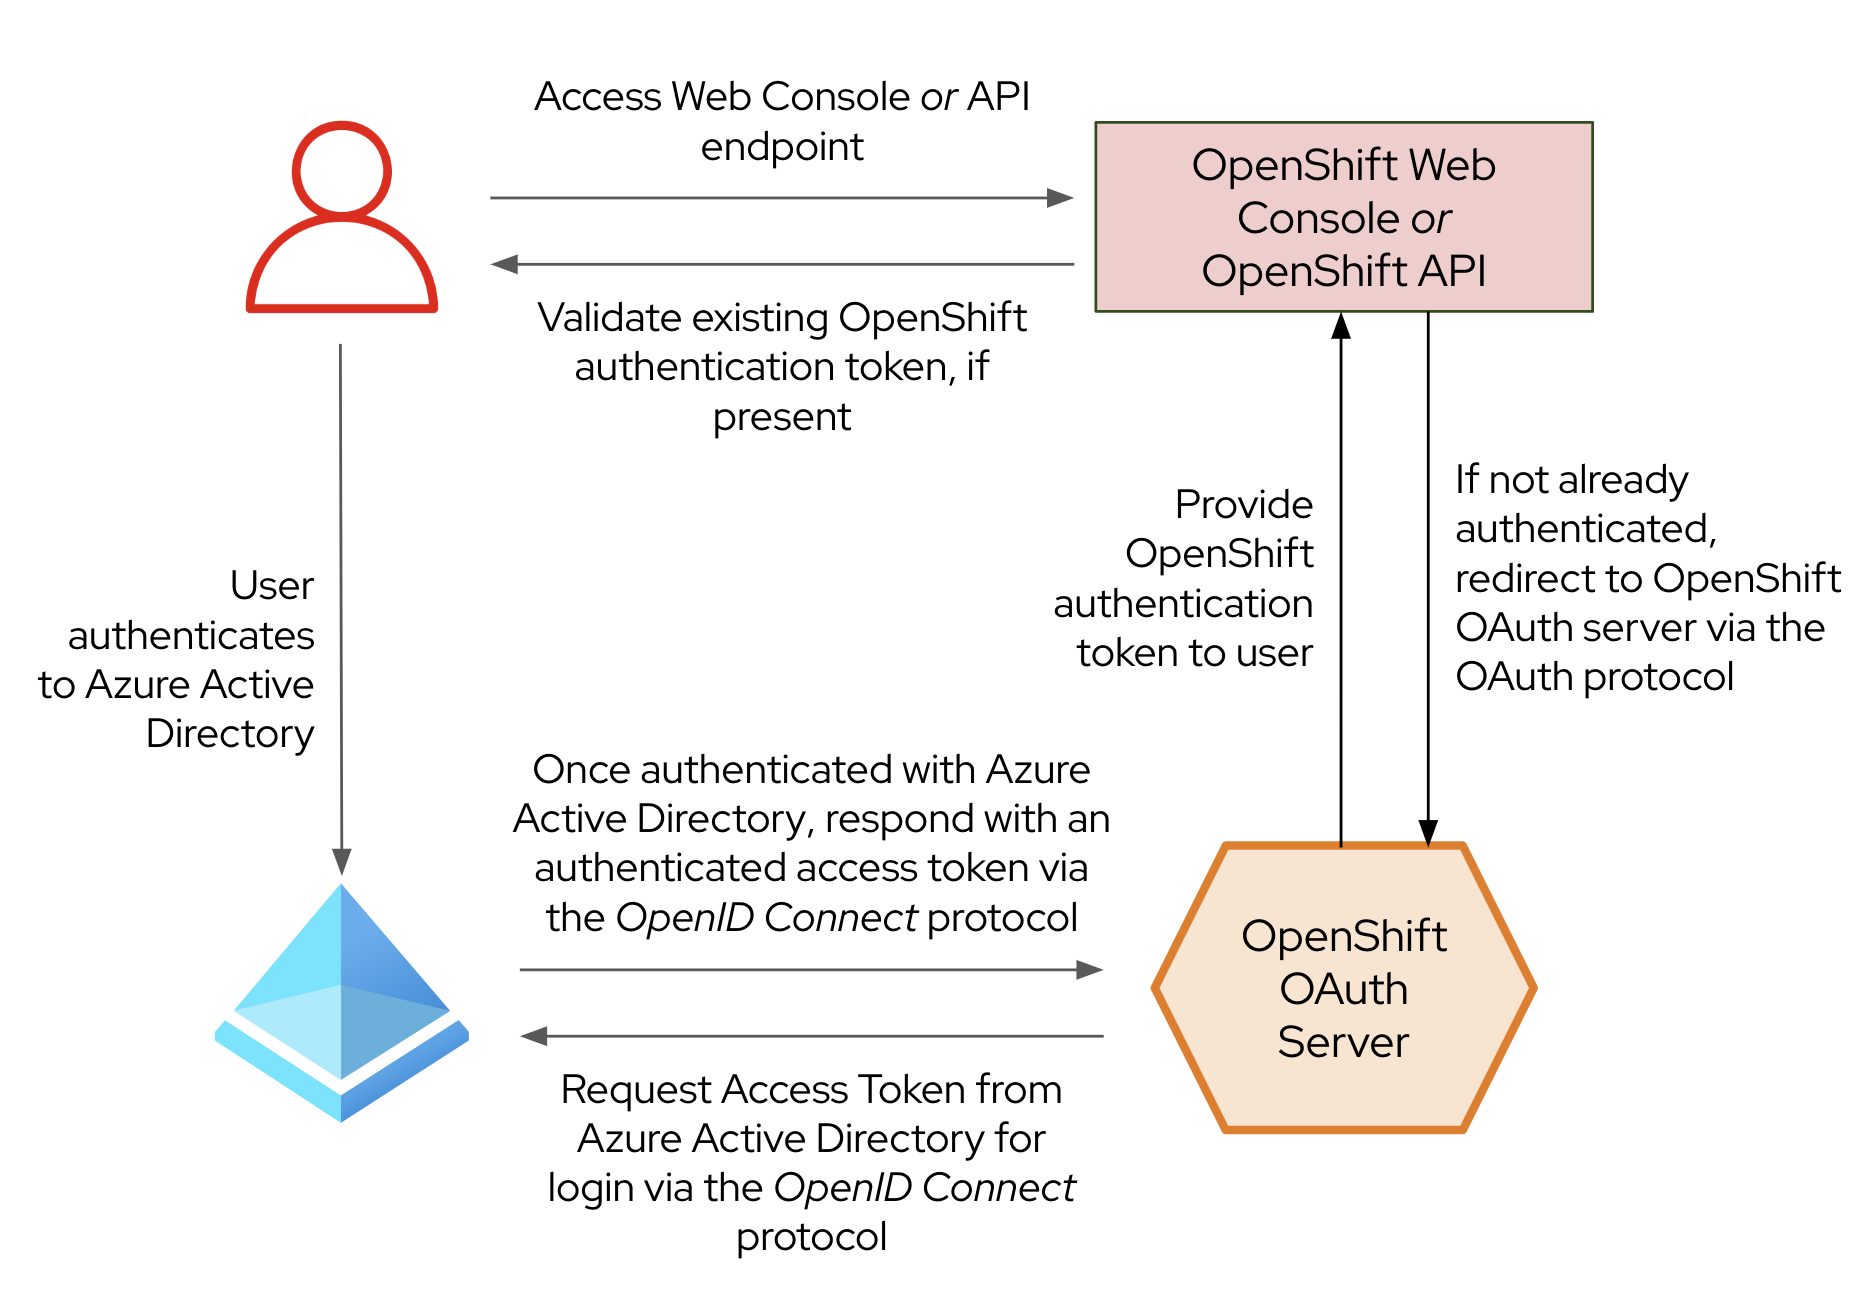 Access Web Console or API
endpoint
OpenShift Web
Console or
OpenShift API
Validate existing OpenShift
authentication token, if
present
Provide
OpenShift
authentication
token to user
If not already
authenticated,
redirect to OpenShift
OAuth server via the
OAuth protocol
User
authenticates
to Azure Active
Directory
Once authenticated with Azure
Active Directory, respond with an
authenticated access token via
the OpenID Connect protocol
OpenShift
OAuth
Server
Request Access Token from
Azure Active Directory for
login via the OpenID Connect
protocol